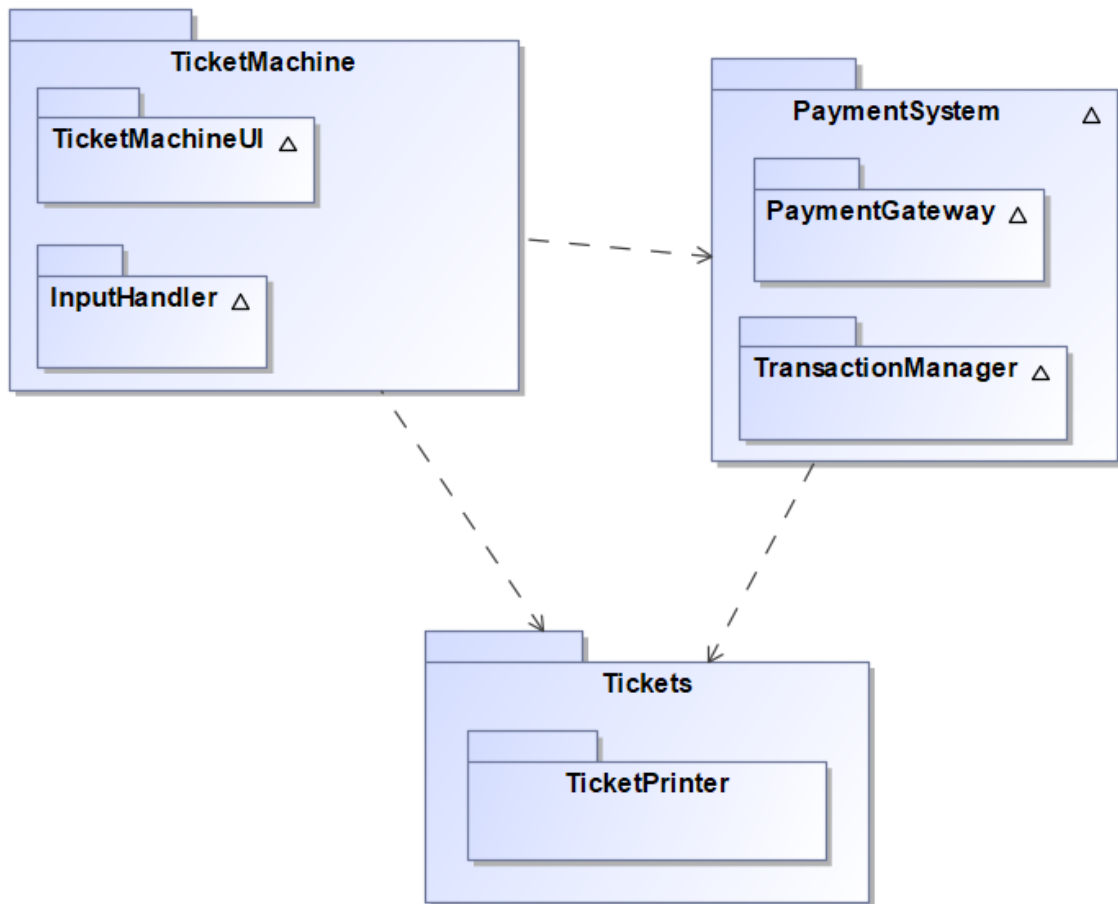 TicketMachine
TicketMachineUI
InputHandler
PaymentSystem
PaymentGateway
TransactionManager
Tickets
TicketPrinter